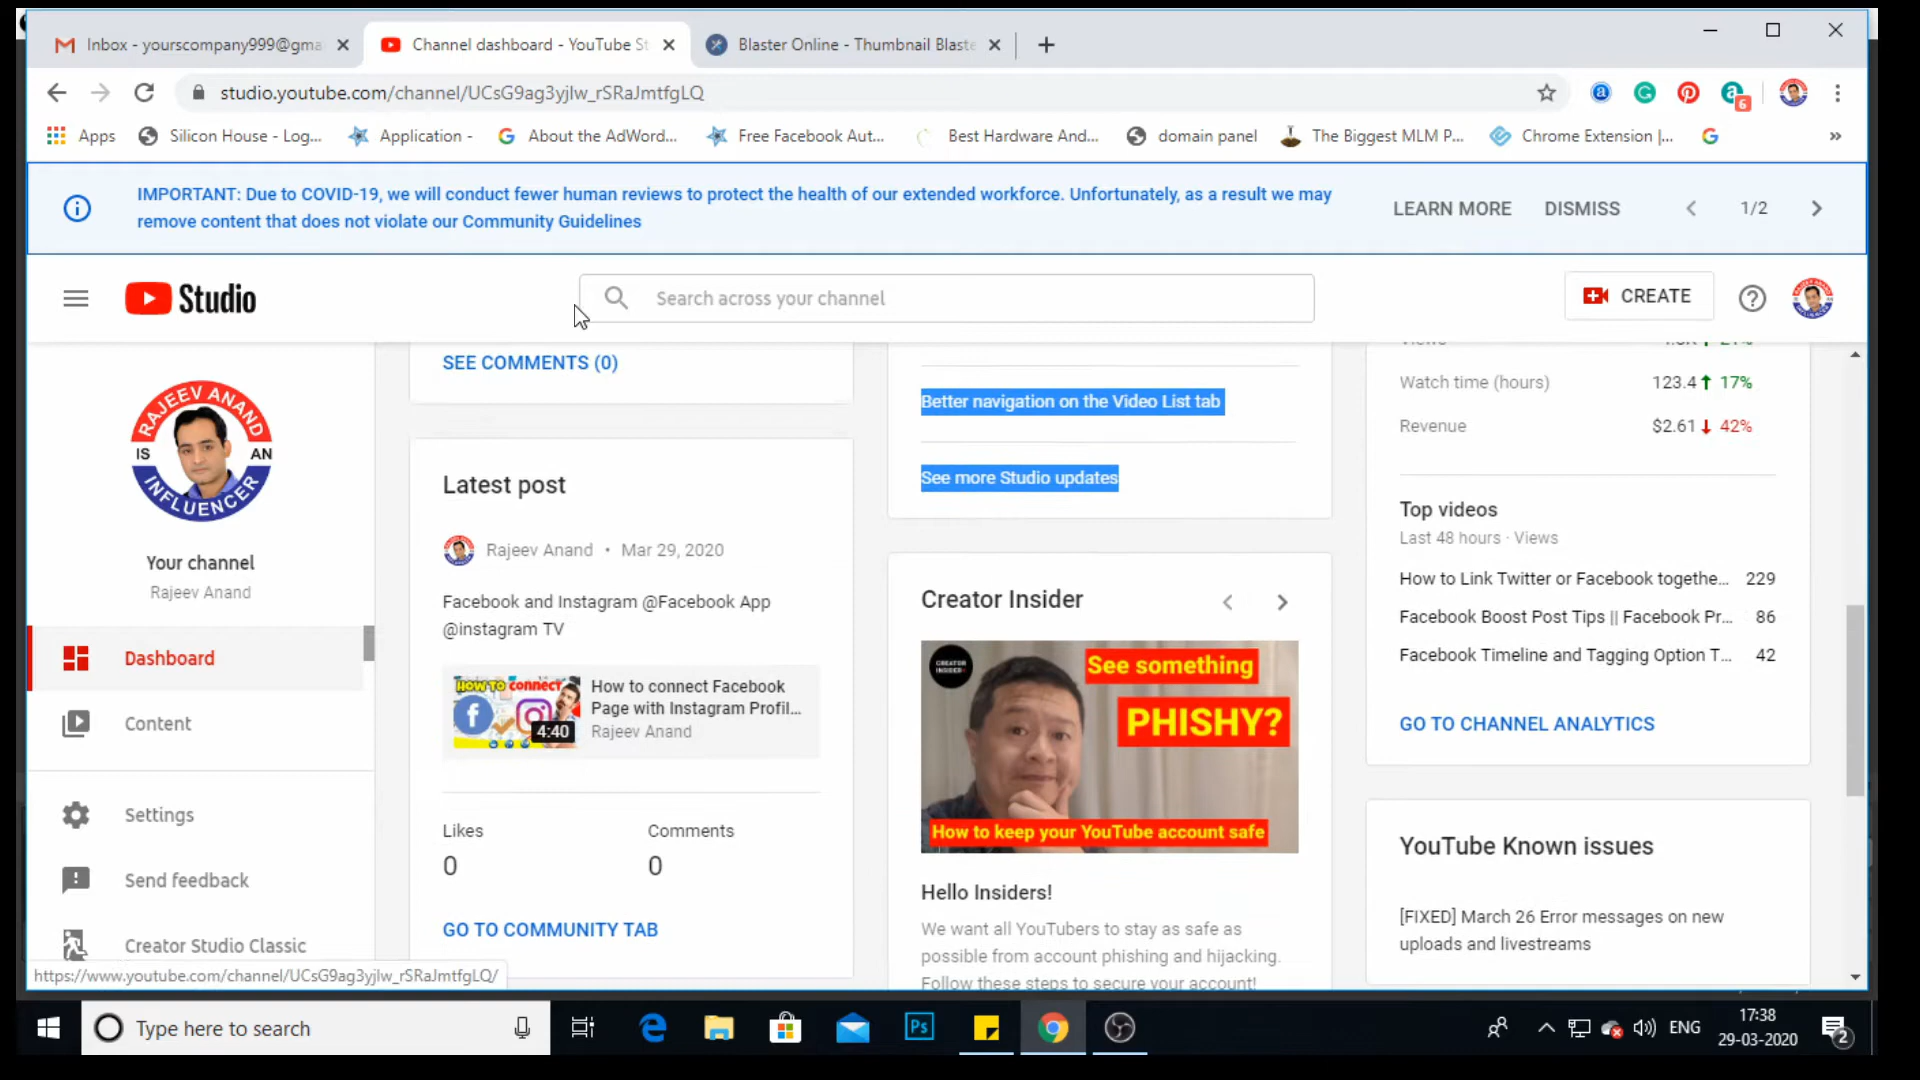 Inbox - yourscompany999@gma
Channel dashboard - YouTube St
Blaster Online - Thumbnail Blaste
studio.youtube.com/channel/UCsG9ag3yjlw_rSRaJmtfgLQ
6
Apps
Silicon House - Log...
Application -
About the AdWord...
Free Facebook Aut...
Best Hardware And...
domain panel
The Biggest MLM P...
Chrome Extension |...
»
IMPORTANT: Due to COVID-19, we will conduct fewer human reviews to protect the health of our extended workforce. Unfortunately, as a result we may
remove content that does not violate our Community Guidelines
LEARN MORE
DISMISS
1/2
Studio
Search across your channel
CREATE
RAJEEV ANAND
IS AN
INFLUENCER
Your channel
Rajeev Anand
Dashboard
Content
Settings
Send feedback
Creator Studio Classic
https://www.youtube.com/channel/UCsG9ag3yjlw_rSRaJmtfgLQ/
SEE COMMENTS (0)
Latest post
Rajeev Anand • Mar 29, 2020
Facebook and Instagram @Facebook App
@instagram TV
HOW TO connect
4:40
How to connect Facebook
Page with Instagram Profil...
Rajeev Anand
Likes
Comments
0
0
GO TO COMMUNITY TAB
Better navigation on the Video List tab
See more Studio updates
Creator Insider
CREATOR
INSIDER
See something
PHISHY?
How to keep your YouTube account safe
Hello Insiders!
We want all YouTubers to stay as safe as
possible from account phishing and hijacking.
Follow these steps to secure your account!
Watch time (hours)
123.4 17%
Revenue
$2.61 42%
Top videos
Last 48 hours · Views
How to Link Twitter or Facebook togethe... 229
Facebook Boost Post Tips || Facebook Pr... 86
Facebook Timeline and Tagging Option T... 42
GO TO CHANNEL ANALYTICS
YouTube Known issues
[FIXED] March 26 Error messages on new
uploads and livestreams
Type here to search
Ps
ENG
17:38
29-03-2020
2